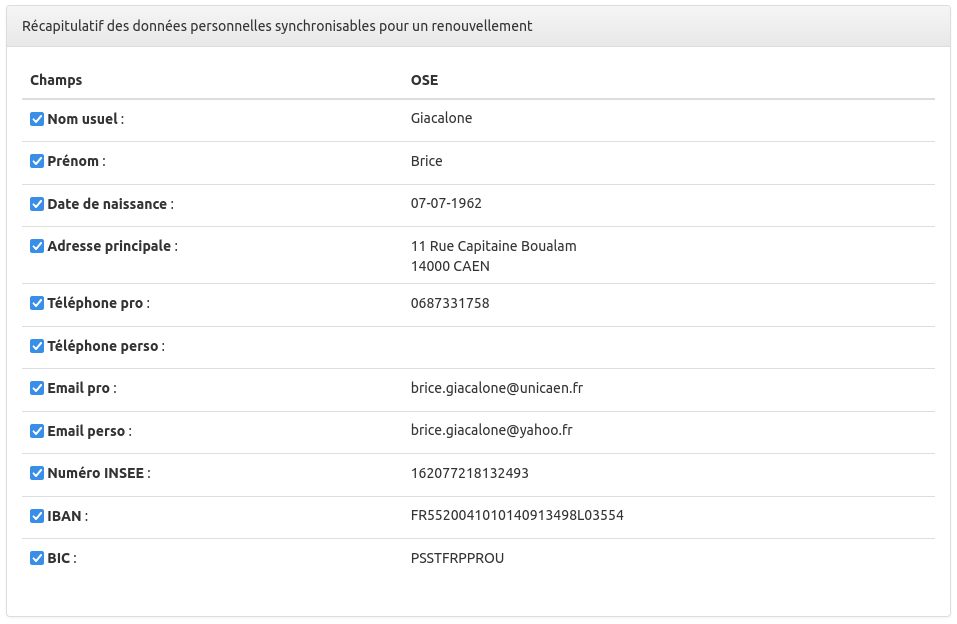 Récapitulatif des données personnelles synchronisables pour un renouvellement
Champs OSE
Nom usuel : Giacalone
Prénom : Brice
Date de naissance : 07-07-1962
Adresse principale : 11 Rue Capitaine Boualam
14000 CAEN
Téléphone pro : 0687331758
Téléphone perso :
Email pro : brice.giacalone@unicaen.fr
Email perso : brice.giacalone@yahoo.fr
Numéro INSEE : 162077218132493
IBAN : FR5520041010140913498L03554
BIC : PSSTFRPPROU